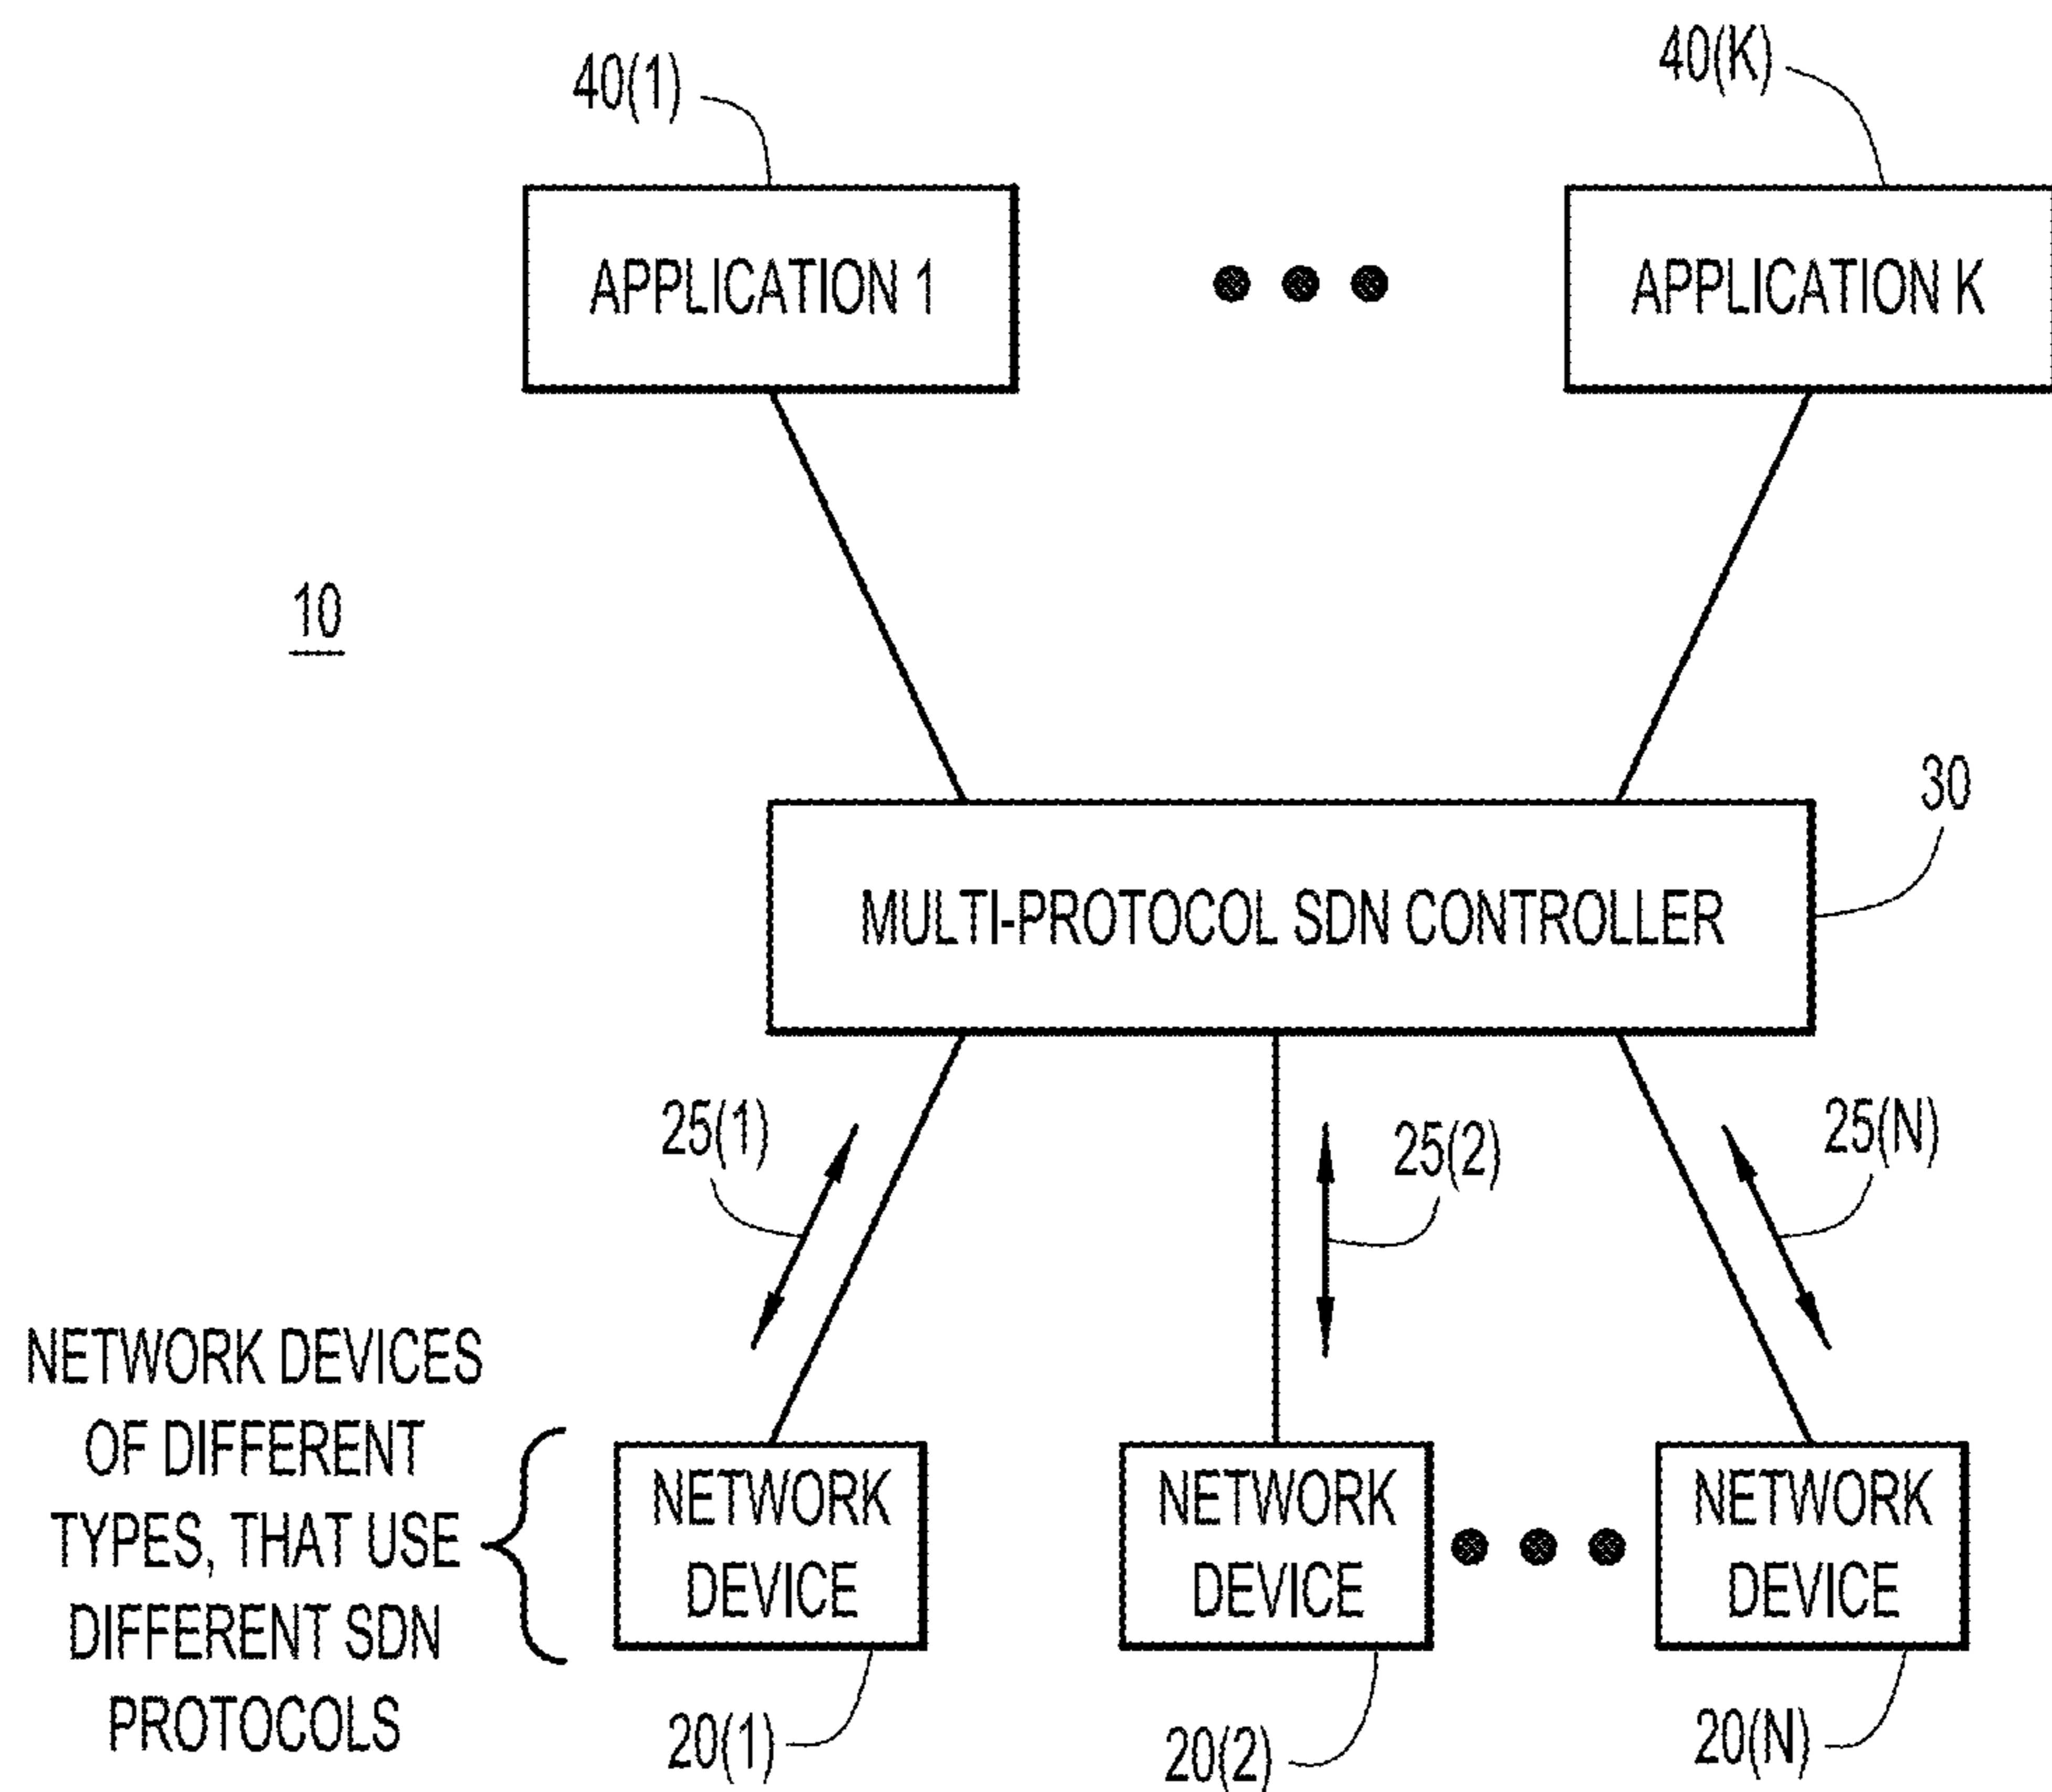 40(1)
40(K)
APPLICATION 1
APPLICATION K
10
30
MULTI-PROTOCOL SDN CONTROLLER
25(1)
25(2)
25(N)
NETWORK DEVICES
OF DIFFERENT
TYPES, THAT USE
DIFFERENT SDN
PROTOCOLS
NETWORK
DEVICE
NETWORK
DEVICE
NETWORK
DEVICE
20(1)
20(2)
20(N)